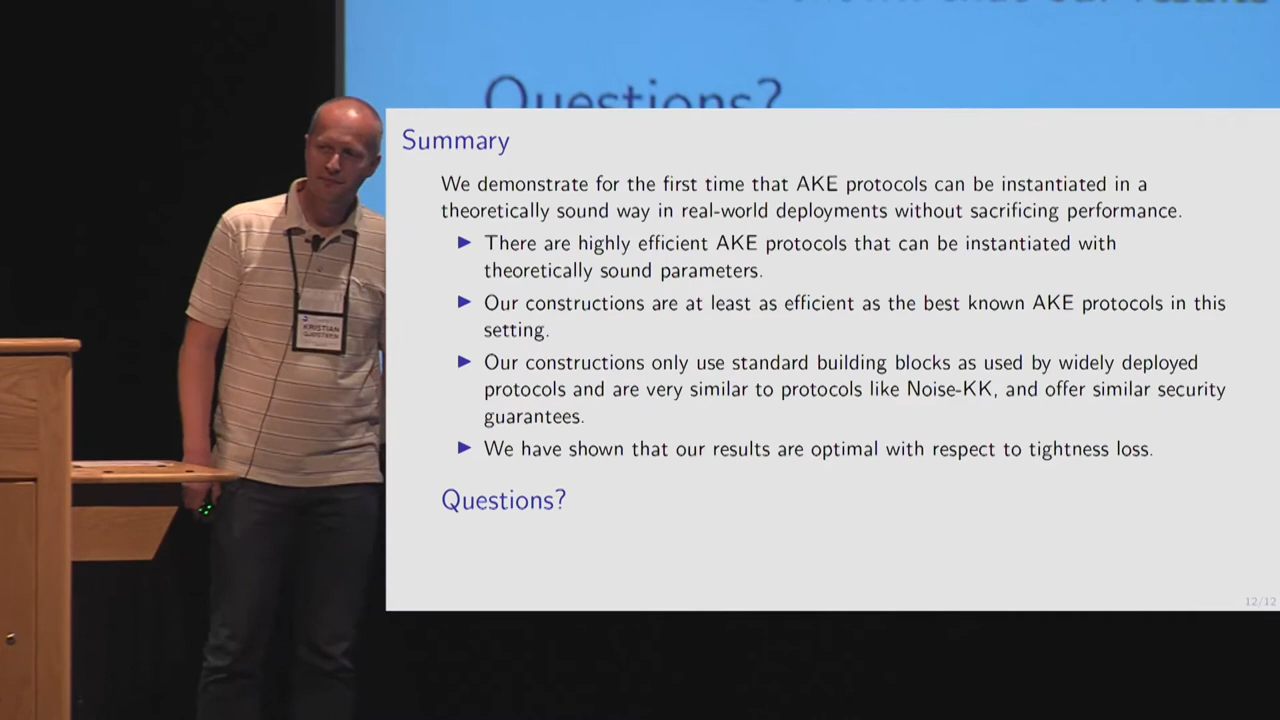 Questions?
Summary
We demonstrate for the first time that AKE protocols can be instantiated in a
theoretically sound way in real-world deployments without sacrificing performance.
▶ There are highly efficient AKE protocols that can be instantiated with
theoretically sound parameters.
▶ Our constructions are at least as efficient as the best known AKE protocols in this
setting.
▶ Our constructions only use standard building blocks as used by widely deployed
protocols and are very similar to protocols like Noise-KK, and offer similar security
guarantees.
▶ We have shown that our results are optimal with respect to tightness loss.
Questions?
12/12
KRISTIAN